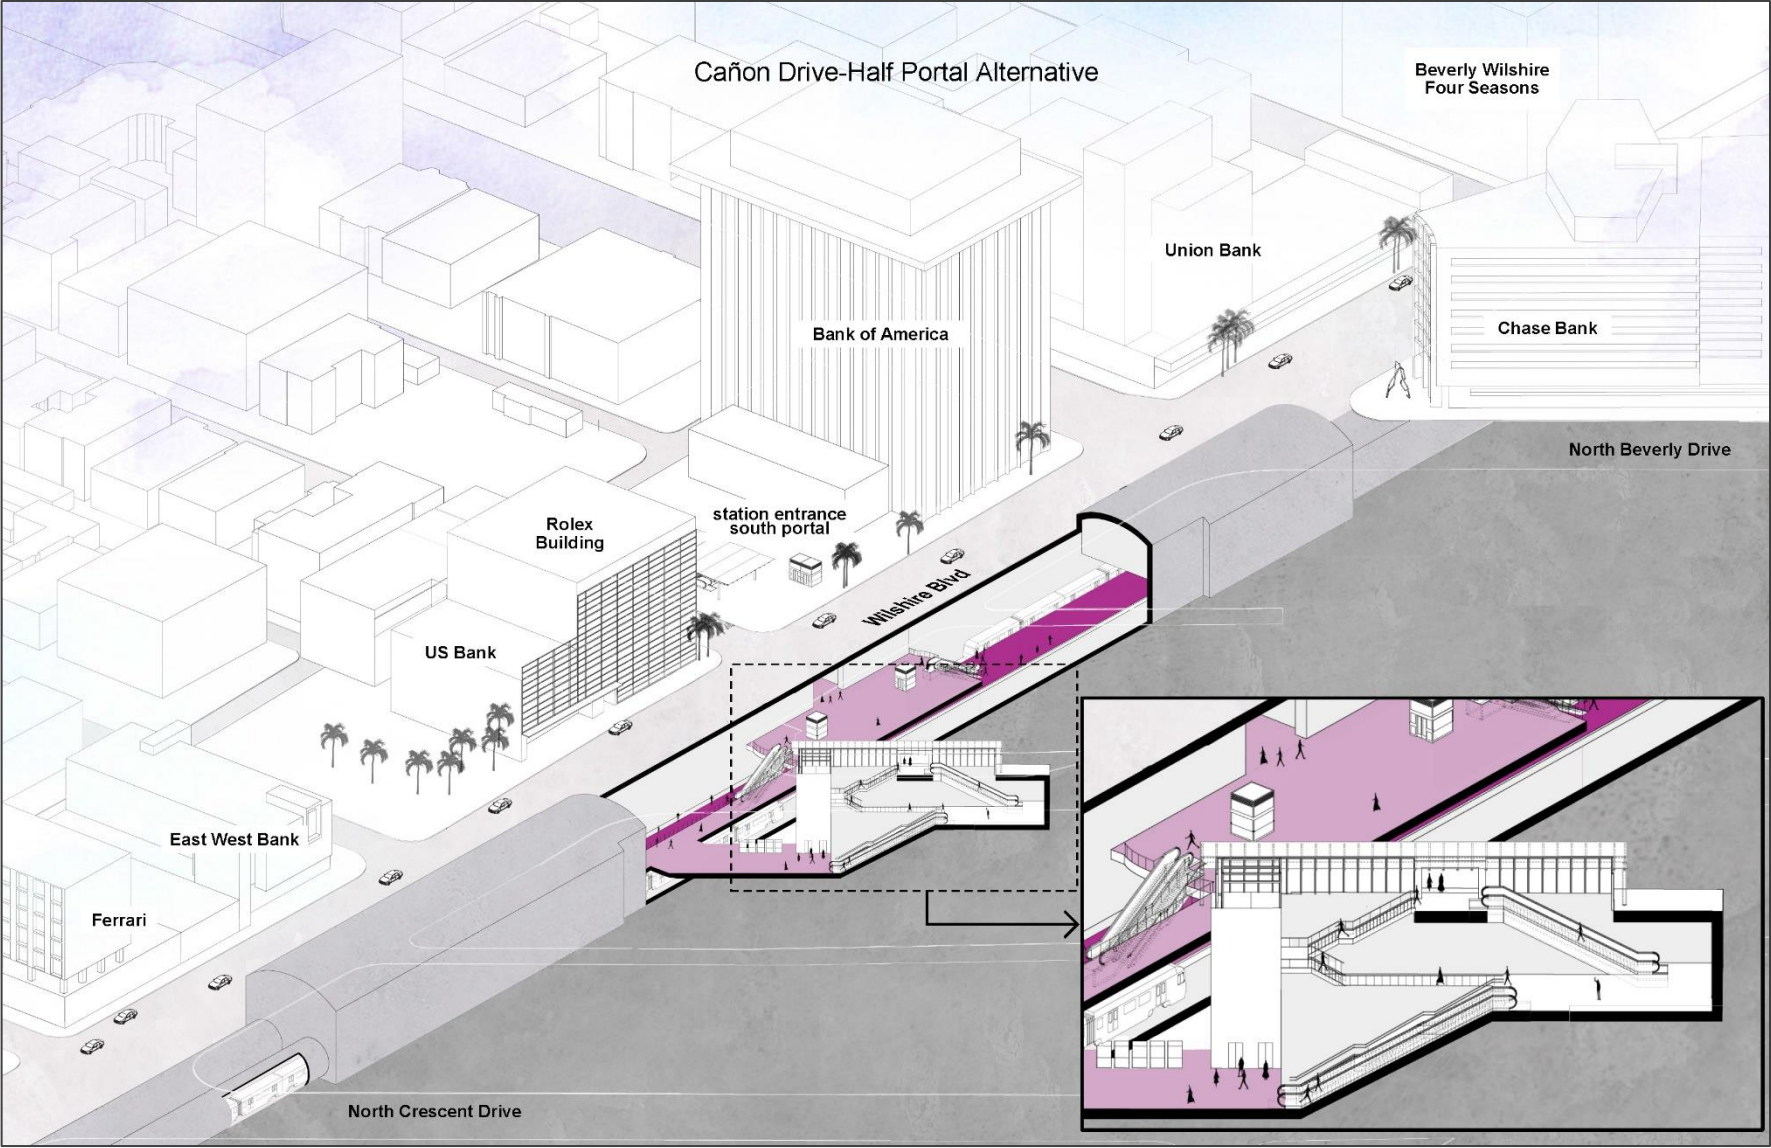 Cañon Drive-Half Portal Alternative
Beverly Wilshire
Four Seasons
Union Bank
Bank of America
Chase Bank
North Beverly Drive
station entrance
south portal
Rolex
Building
Wilshire Blvd
US Bank
East West Bank
Ferrari
North Crescent Drive